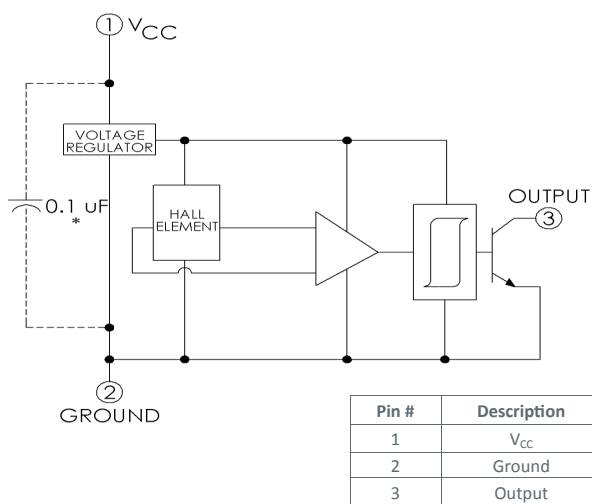 ① VCC
VOLTAGE
REGULATOR
0.1 uF
*
HALL
ELEMENT
OUTPUT
③
②
GROUND
Pin # Description
1 VCC
2 Ground
3 Output